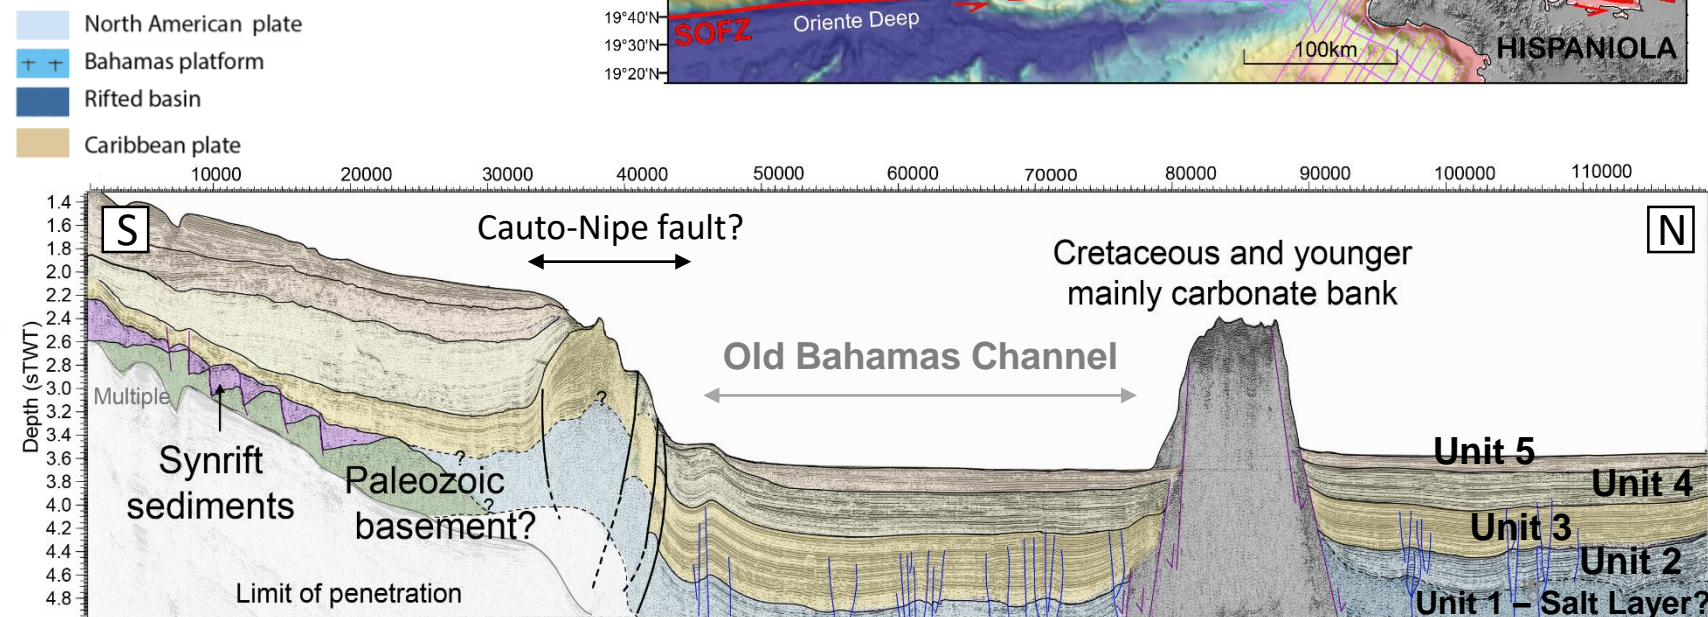 North American plate
Bahamas platform
Rifted basin
Caribbean plate
19°40'N
19°30'N
19°20'N
SOFZ
Oriente Deep
100km
HISPANIOLA
10000 20000 30000 40000 50000 60000 70000 80000 90000 100000 110000
Depth (sTWT)
1.4
1.6
1.8
2.0
2.2
2.4
2.6
2.8
3.0
3.2
3.4
3.6
3.8
4.0
4.2
4.4
4.6
4.8
S
N
Cauto-Nipe fault?
Cretaceous and younger
mainly carbonate bank
Old Bahamas Channel
Multiple
?
Synrift
sediments
?
Paleozoic
basement?
?
Limit of penetration
Unit 5
Unit 4
Unit 3
Unit 2
Unit 1 – Salt Layer?